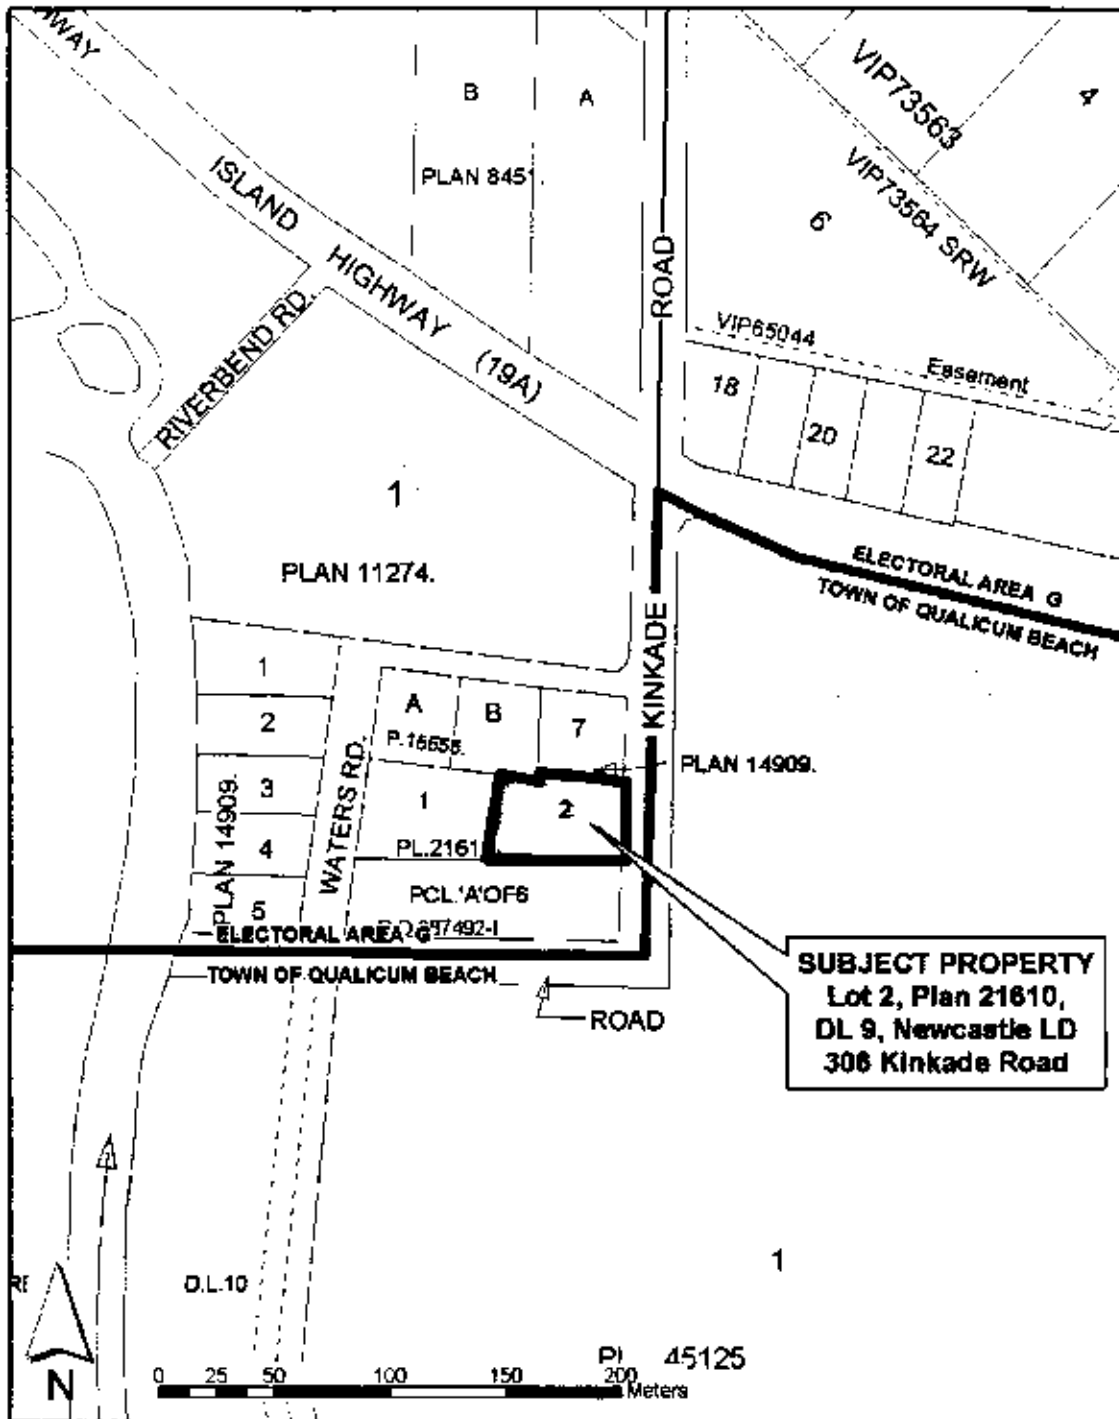 HWAY
B
A
PLAN 8451.
ISLAND HIGHWAY (19A)
RIVERBEND RD.
ROAD
VIP73563
VIP73564 SRW
4
6
VIP65044
Easement
18
20
22
1
PLAN 11274.
ELECTORAL AREA G
TOWN OF QUALICUM BEACH
KINKADE
1
2
3
4
5
PLAN 14909.
WATERS RD.
A
B
7
P.16658.
PLAN 14909.
1
2
PL.2161
PCL.'A'OF6
ELECTORAL AREA G
TOWN OF QUALICUM BEACH
ROAD
SUBJECT PROPERTY
Lot 2, Plan 21610,
DL 9, Newcastle LD
306 Kinkade Road
1
D.L.10
RE
N
45125
0 25 50 100 150 200
Meters